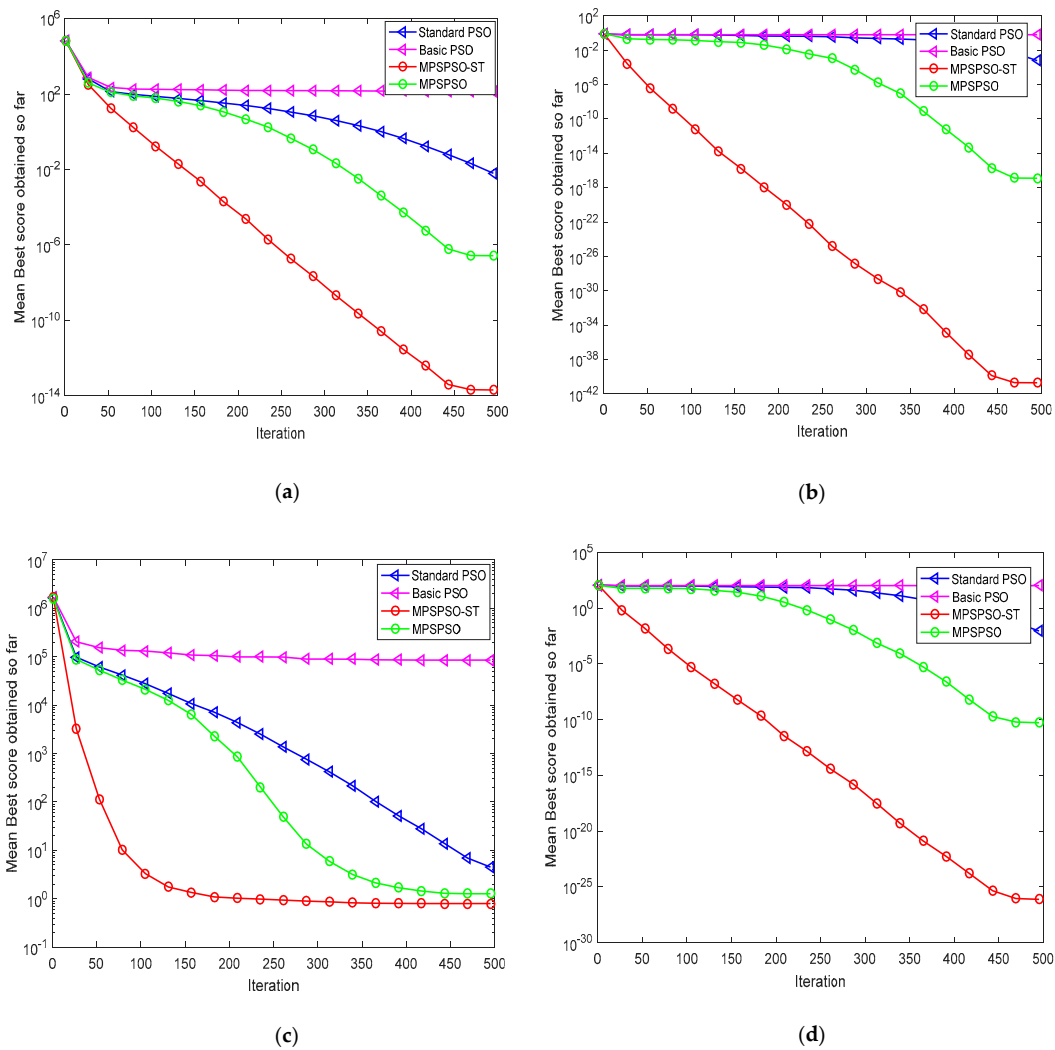 10^6
10^2
10^-2
10^-6
10^-10
10^-14
Mean Best score obtained so far
0 50 100 150 200 250 300 350 400 450 500
Iteration
Standard PSO
Basic PSO
MPSPSO-ST
MPSPSO
(a)
10^2
10^-2
10^-6
10^-10
10^-14
10^-18
10^-22
10^-26
10^-30
10^-34
10^-38
10^-42
Mean Best score obtained so far
0 50 100 150 200 250 300 350 400 450 500
Iteration
Standard PSO
Basic PSO
MPSPSO-ST
MPSPSO
(b)
10^7
10^6
10^5
10^4
10^3
10^2
10^1
10^0
10^-1
Mean Best score obtained so far
0 50 100 150 200 250 300 350 400 450 500
Iteration
Standard PSO
Basic PSO
MPSPSO-ST
MPSPSO
(c)
10^5
10^0
10^-5
10^-10
10^-15
10^-20
10^-25
10^-30
Mean Best score obtained so far
0 50 100 150 200 250 300 350 400 450 500
Iteration
Standard PSO
Basic PSO
MPSPSO-ST
MPSPSO
(d)